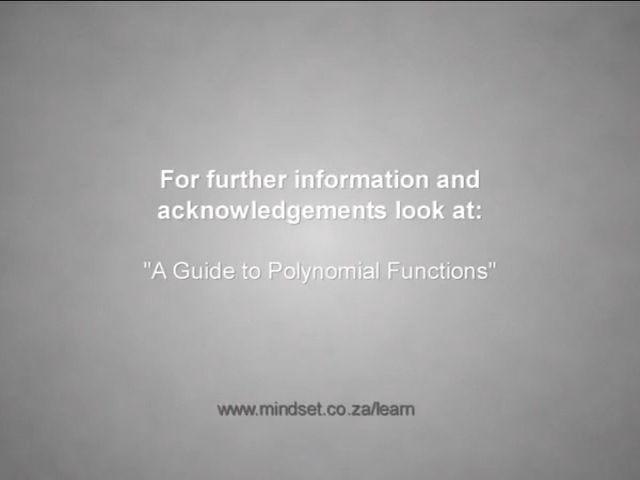 For further information and
acknowledgements look at:
"A Guide to Polynomial Functions"
www.mindset.co.za/learn